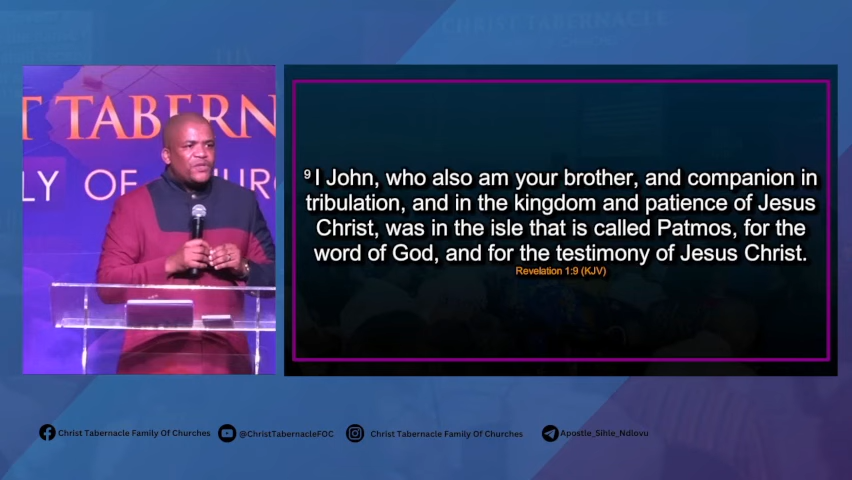 CHRIST TABERNACLE
T TABERN
LY OF CHUR
9 I John, who also am your brother, and companion in
tribulation, and in the kingdom and patience of Jesus
Christ, was in the isle that is called Patmos, for the
word of God, and for the testimony of Jesus Christ.
Revelation 1:9 (KJV)
Christ Tabernacle Family Of Churches
@ChristTabernacleFOC
Christ Tabernacle Family Of Churches
Apostle_Sihle_Ndlovu